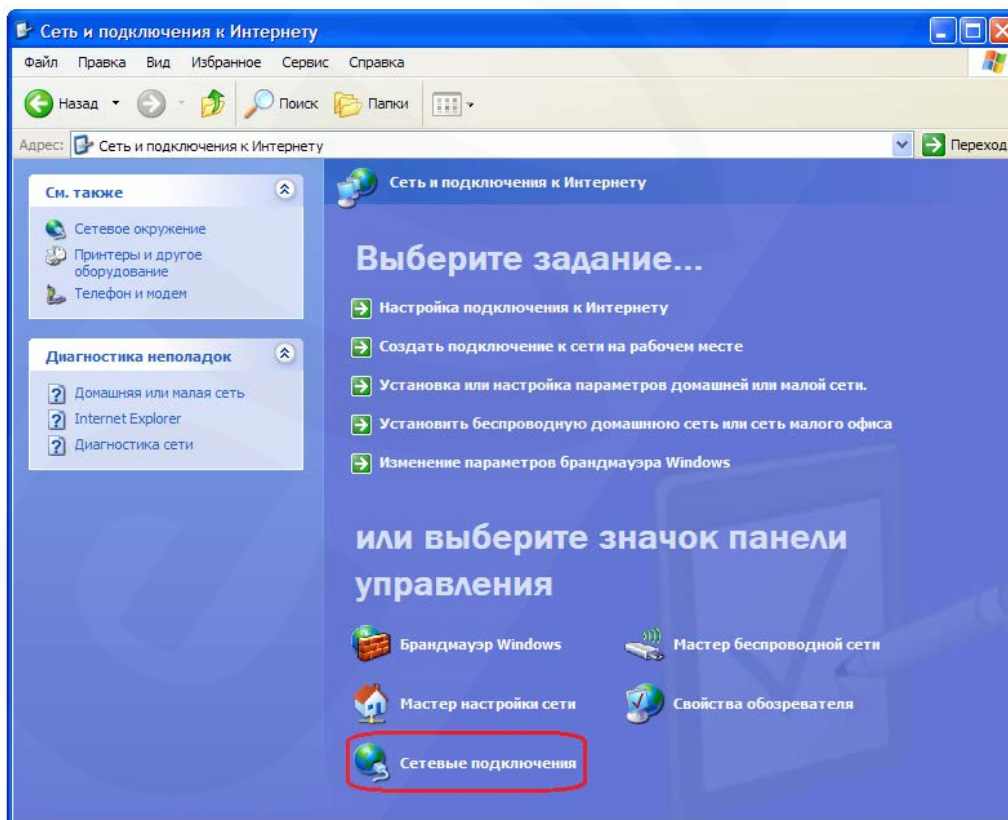 Сеть и подключения к Интернету
Файл Правка Вид Избранное Сервис Справка
Назад Поиск Папки
Адрес: Сеть и подключения к Интернету Переход
См. также
Сетевое окружение
Принтеры и другое
оборудование
Телефон и модем
Диагностика неполадок
Домашняя или малая сеть
Internet Explorer
Диагностика сети
Сеть и подключения к Интернету
Выберите задание...
Настройка подключения к Интернету
Создать подключение к сети на рабочем месте
Установка или настройка параметров домашней или малой сети.
Установить беспроводную домашнюю сеть или сеть малого офиса
Изменение параметров брандмауэра Windows
или выберите значок панели
управления
Брандмауэр Windows Мастер беспроводной сети
Мастер настройки сети Свойства обозревателя
Сетевые подключения